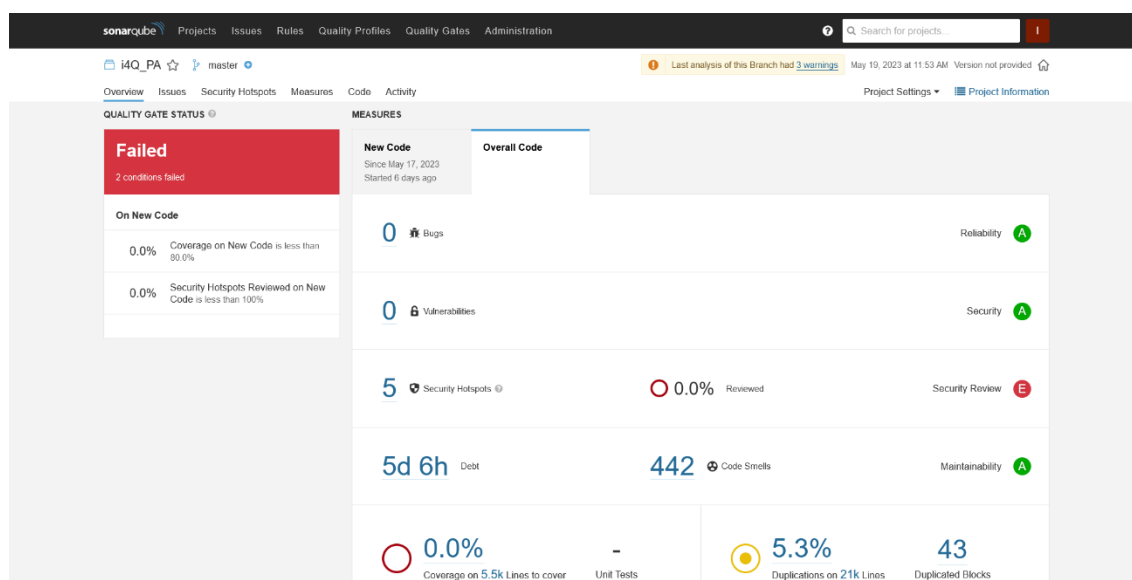 sonarqube Projects Issues Rules Quality Profiles Quality Gates Administration ? Search for projects... I
i4Q_PA master Last analysis of this Branch had 3 warnings May 19, 2023 at 11:53 AM Version not provided
Overview Issues Security Hotspots Measures Code Activity Project Settings Project Information
QUALITY GATE STATUS
Failed
2 conditions failed
On New Code
0.0% Coverage on New Code is less than
80.0%
0.0% Security Hotspots Reviewed on New
Code is less than 100%
MEASURES
New Code
Since May 17, 2023
Started 6 days ago
Overall Code
0 Bugs Reliability A
0 Vulnerabilities Security A
5 Security Hotspots ? 0.0% Reviewed Security Review E
5d 6h Debt 442 Code Smells Maintainability A
0.0%
Coverage on 5.5k Lines to cover
-
Unit Tests
5.3%
Duplications on 21k Lines
43
Duplicated Blocks